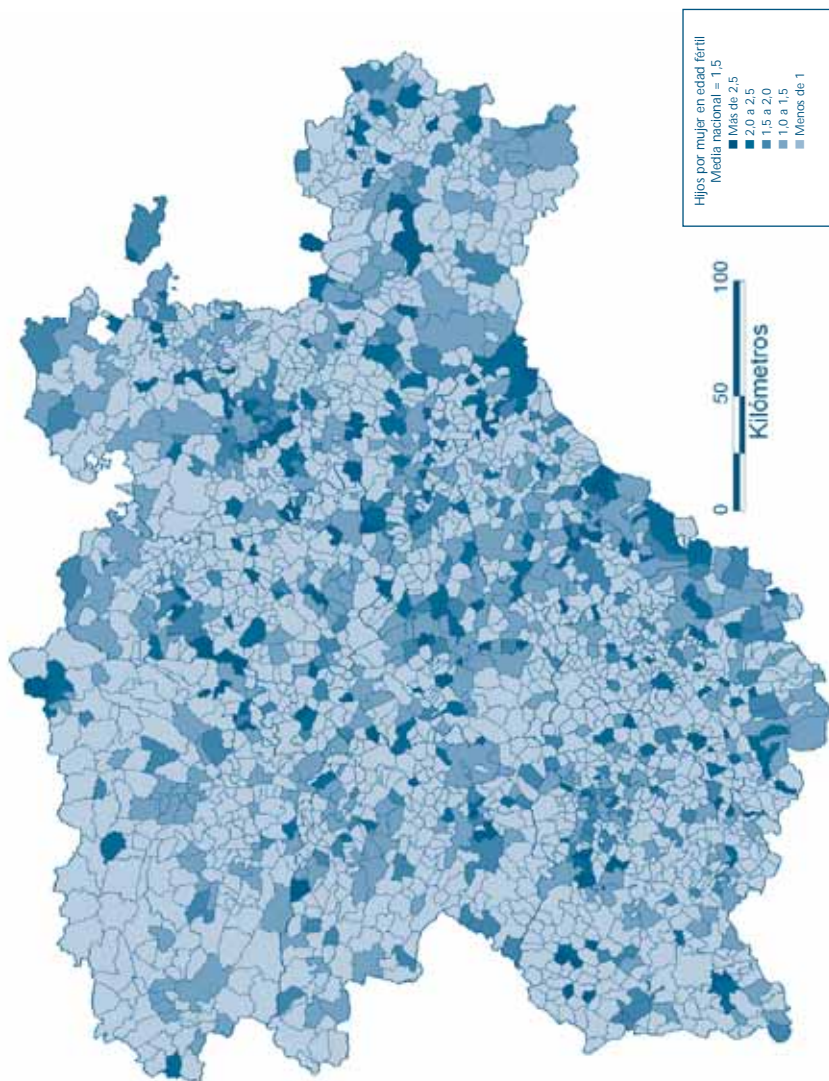 Hijos por mujer en edad fértil
Media nacional = 1,5
Más de 2,5
2,0 a 2,5
1,5 a 2,0
1,0 a 1,5
Menos de 1
0 50 100
Kilómetros